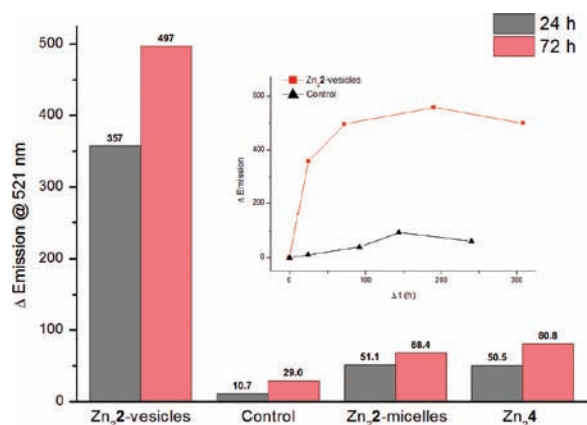 24 h
72 h
500
400
300
200
100
0
Δ Emission @ 521 nm
357
497
10.7
29.0
51.1
68.4
50.5
80.8
Zn₂2-vesicles
Control
Zn₂2-micelles
Zn₂4
Zn₂2-vesicles
Control
600
400
200
0
Δ Emission
0
100
200
300
Δ t (h)